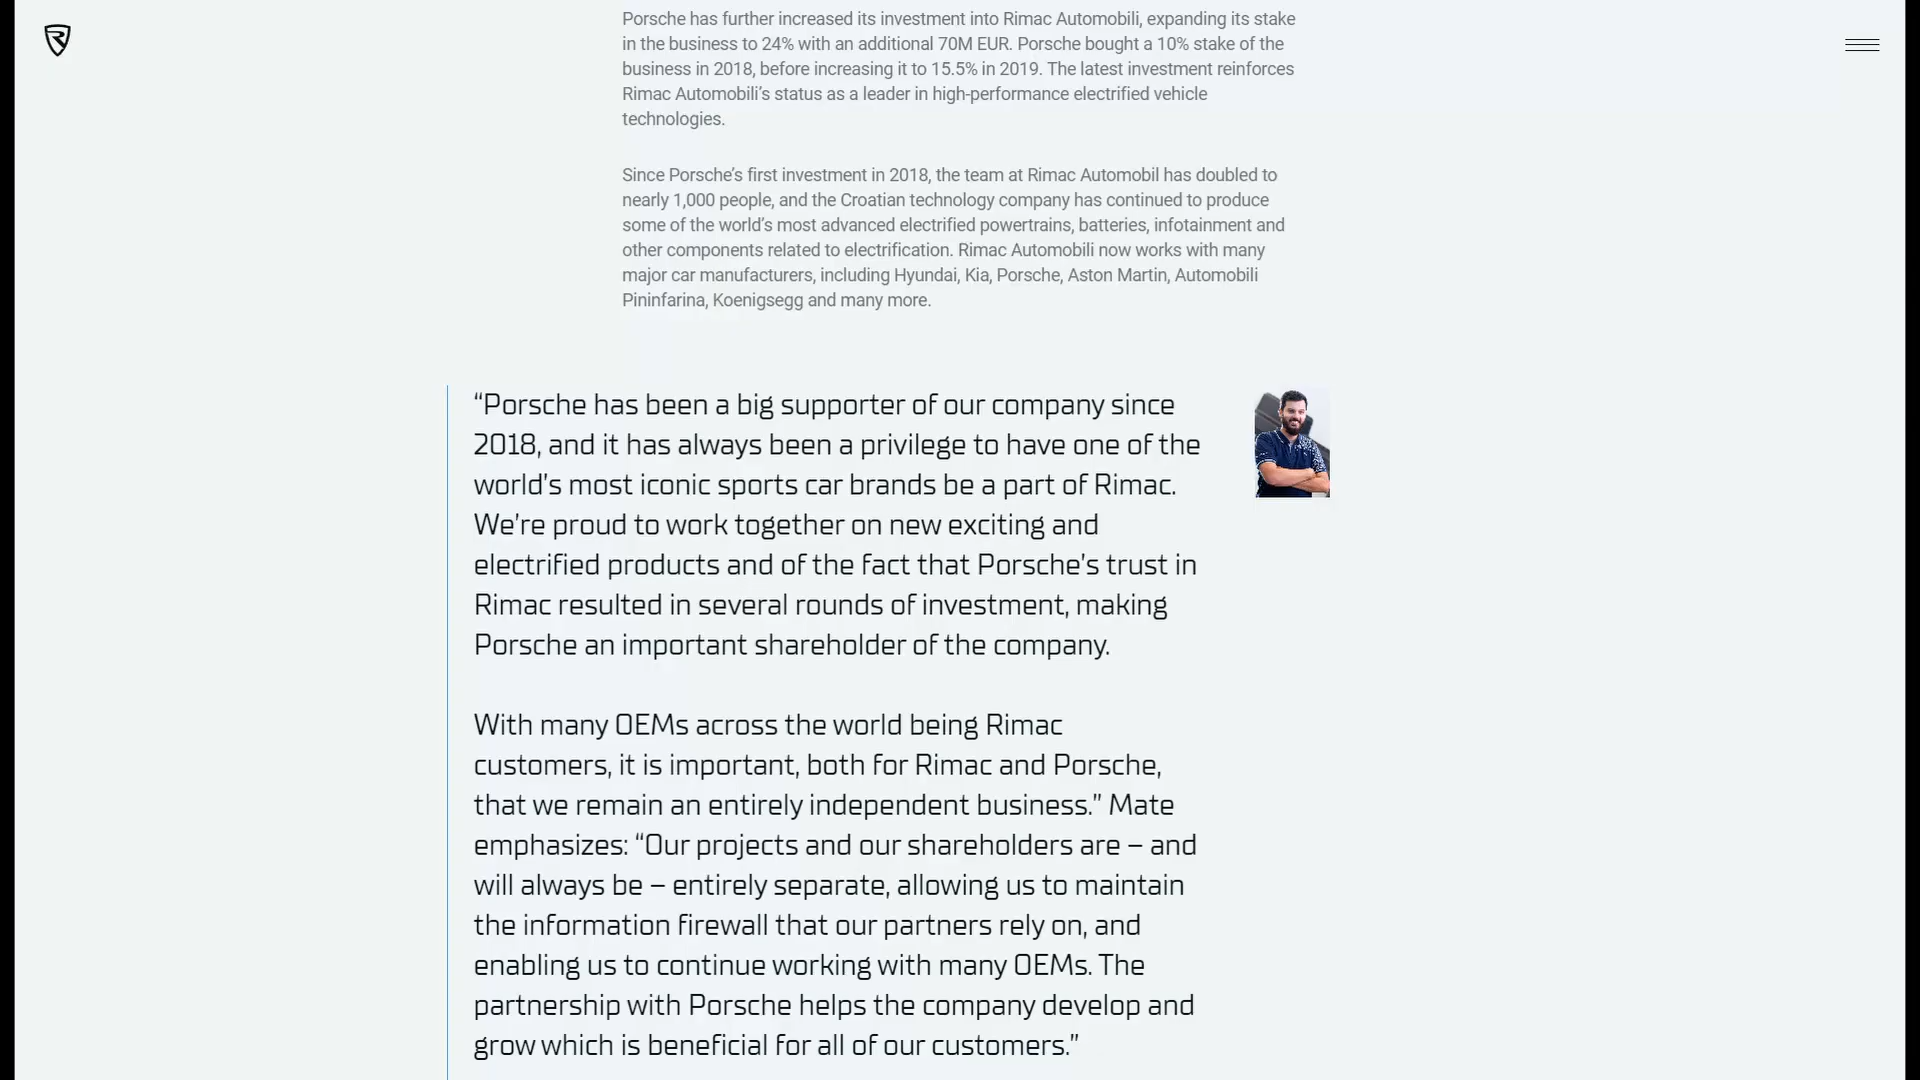 Porsche has further increased its investment into Rimac Automobili, expanding its stake
in the business to 24% with an additional 70M EUR. Porsche bought a 10% stake of the
business in 2018, before increasing it to 15.5% in 2019. The latest investment reinforces
Rimac Automobili’s status as a leader in high-performance electrified vehicle
technologies.
Since Porsche’s first investment in 2018, the team at Rimac Automobil has doubled to
nearly 1,000 people, and the Croatian technology company has continued to produce
some of the world’s most advanced electrified powertrains, batteries, infotainment and
other components related to electrification. Rimac Automobili now works with many
major car manufacturers, including Hyundai, Kia, Porsche, Aston Martin, Automobili
Pininfarina, Koenigsegg and many more.
“Porsche has been a big supporter of our company since
2018, and it has always been a privilege to have one of the
world’s most iconic sports car brands be a part of Rimac.
We’re proud to work together on new exciting and
electrified products and of the fact that Porsche’s trust in
Rimac resulted in several rounds of investment, making
Porsche an important shareholder of the company.
With many OEMs across the world being Rimac
customers, it is important, both for Rimac and Porsche,
that we remain an entirely independent business.” Mate
emphasizes: “Our projects and our shareholders are – and
will always be – entirely separate, allowing us to maintain
the information firewall that our partners rely on, and
enabling us to continue working with many OEMs. The
partnership with Porsche helps the company develop and
grow which is beneficial for all of our customers.”